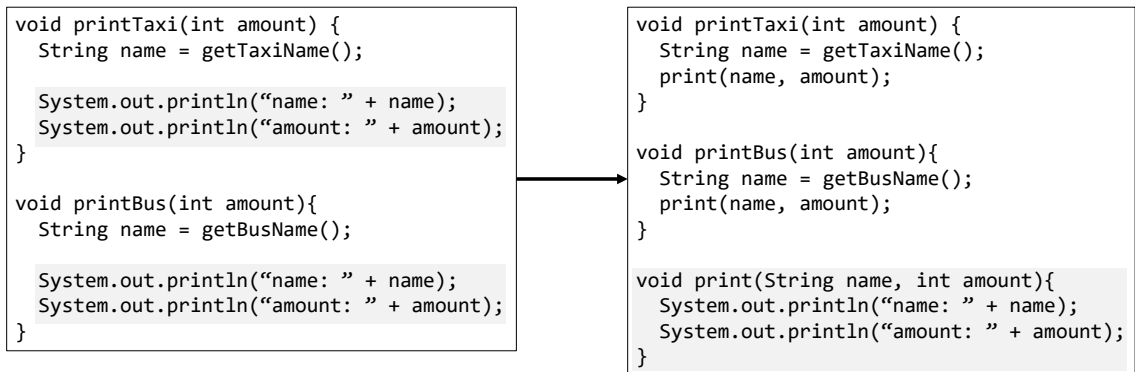 void printTaxi(int amount) {
String name = getTaxiName();
System.out.println(“name: ” + name);
System.out.println(“amount: ” + amount);
}
void printBus(int amount){
String name = getBusName();
System.out.println(“name: ” + name);
System.out.println(“amount: ” + amount);
}
void printTaxi(int amount) {
String name = getTaxiName();
print(name, amount);
}
void printBus(int amount){
String name = getBusName();
print(name, amount);
}
void print(String name, int amount){
System.out.println(“name: ” + name);
System.out.println(“amount: ” + amount);
}